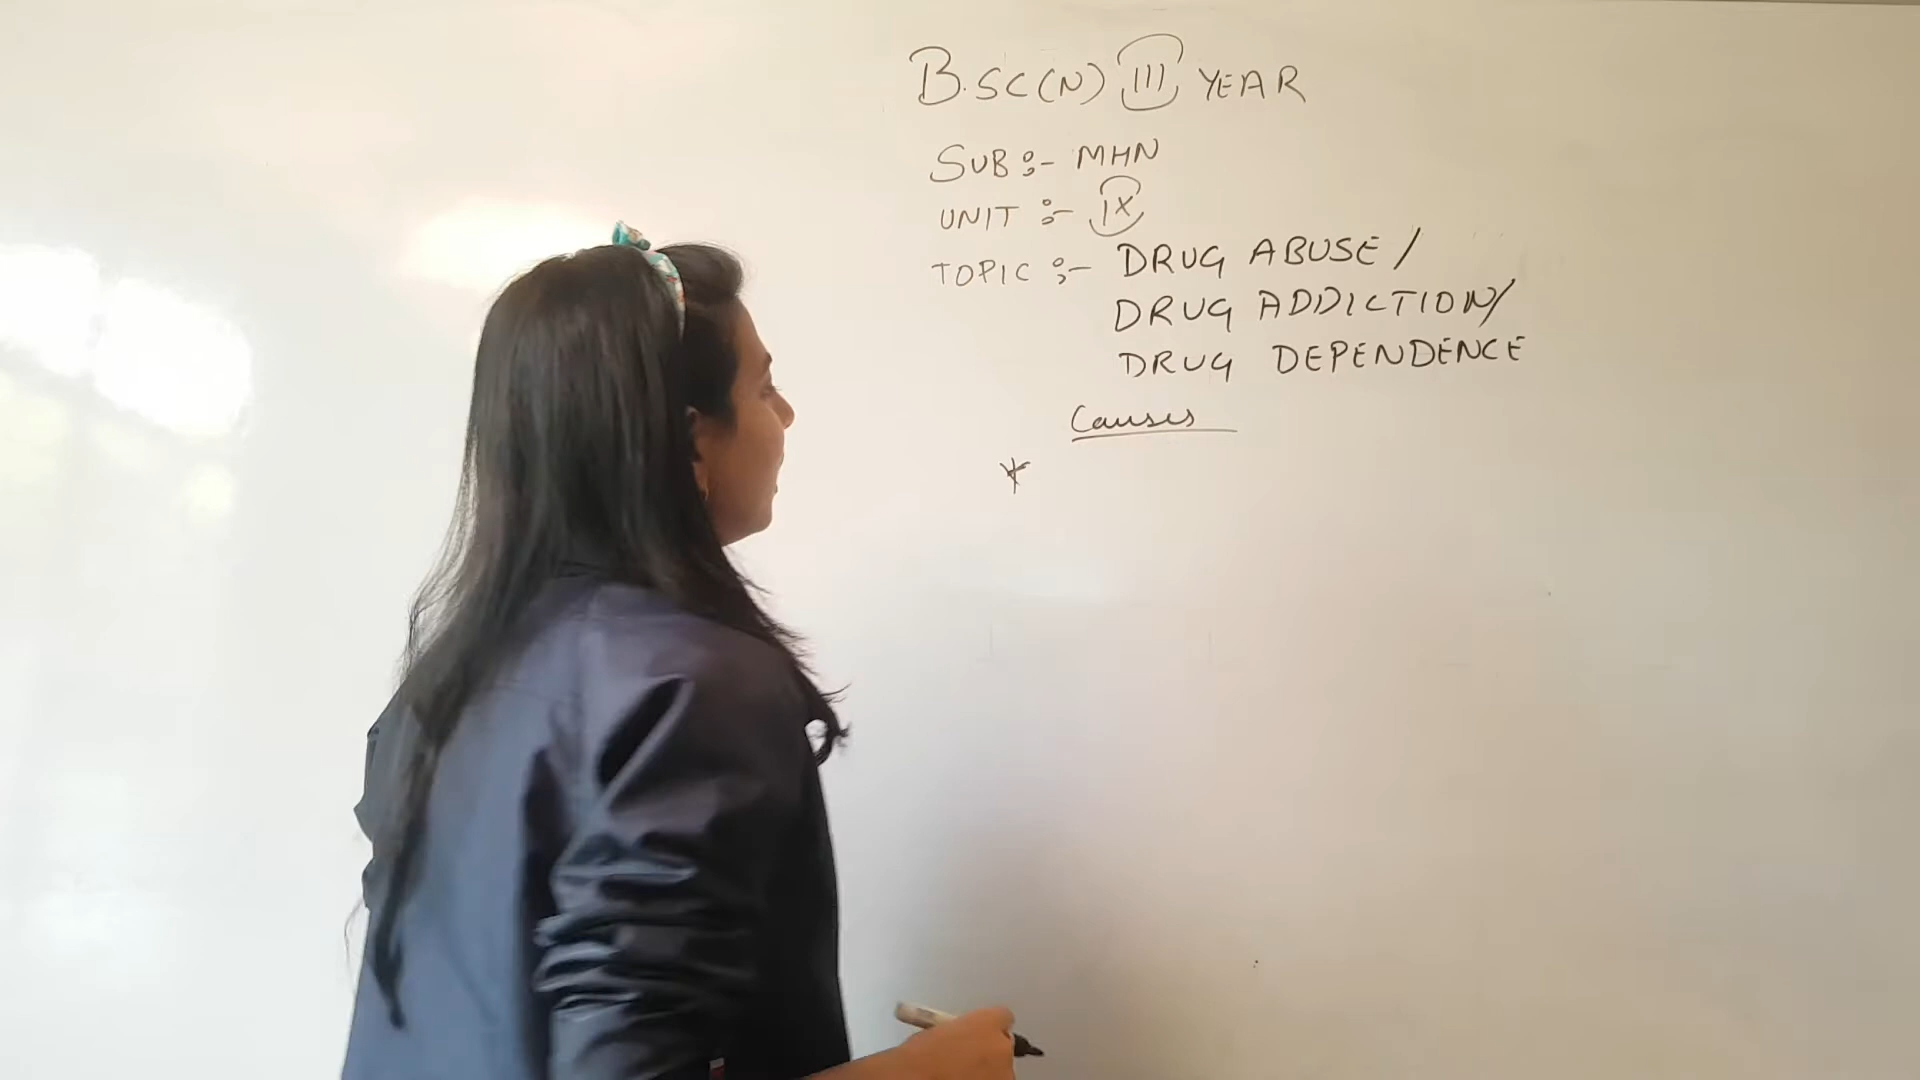 B.SC(N) III YEAR
SUB :- MHN
UNIT :- IX
TOPIC :- DRUG ABUSE /
DRUG ADDICTION/
DRUG DEPENDENCE
Causes
*